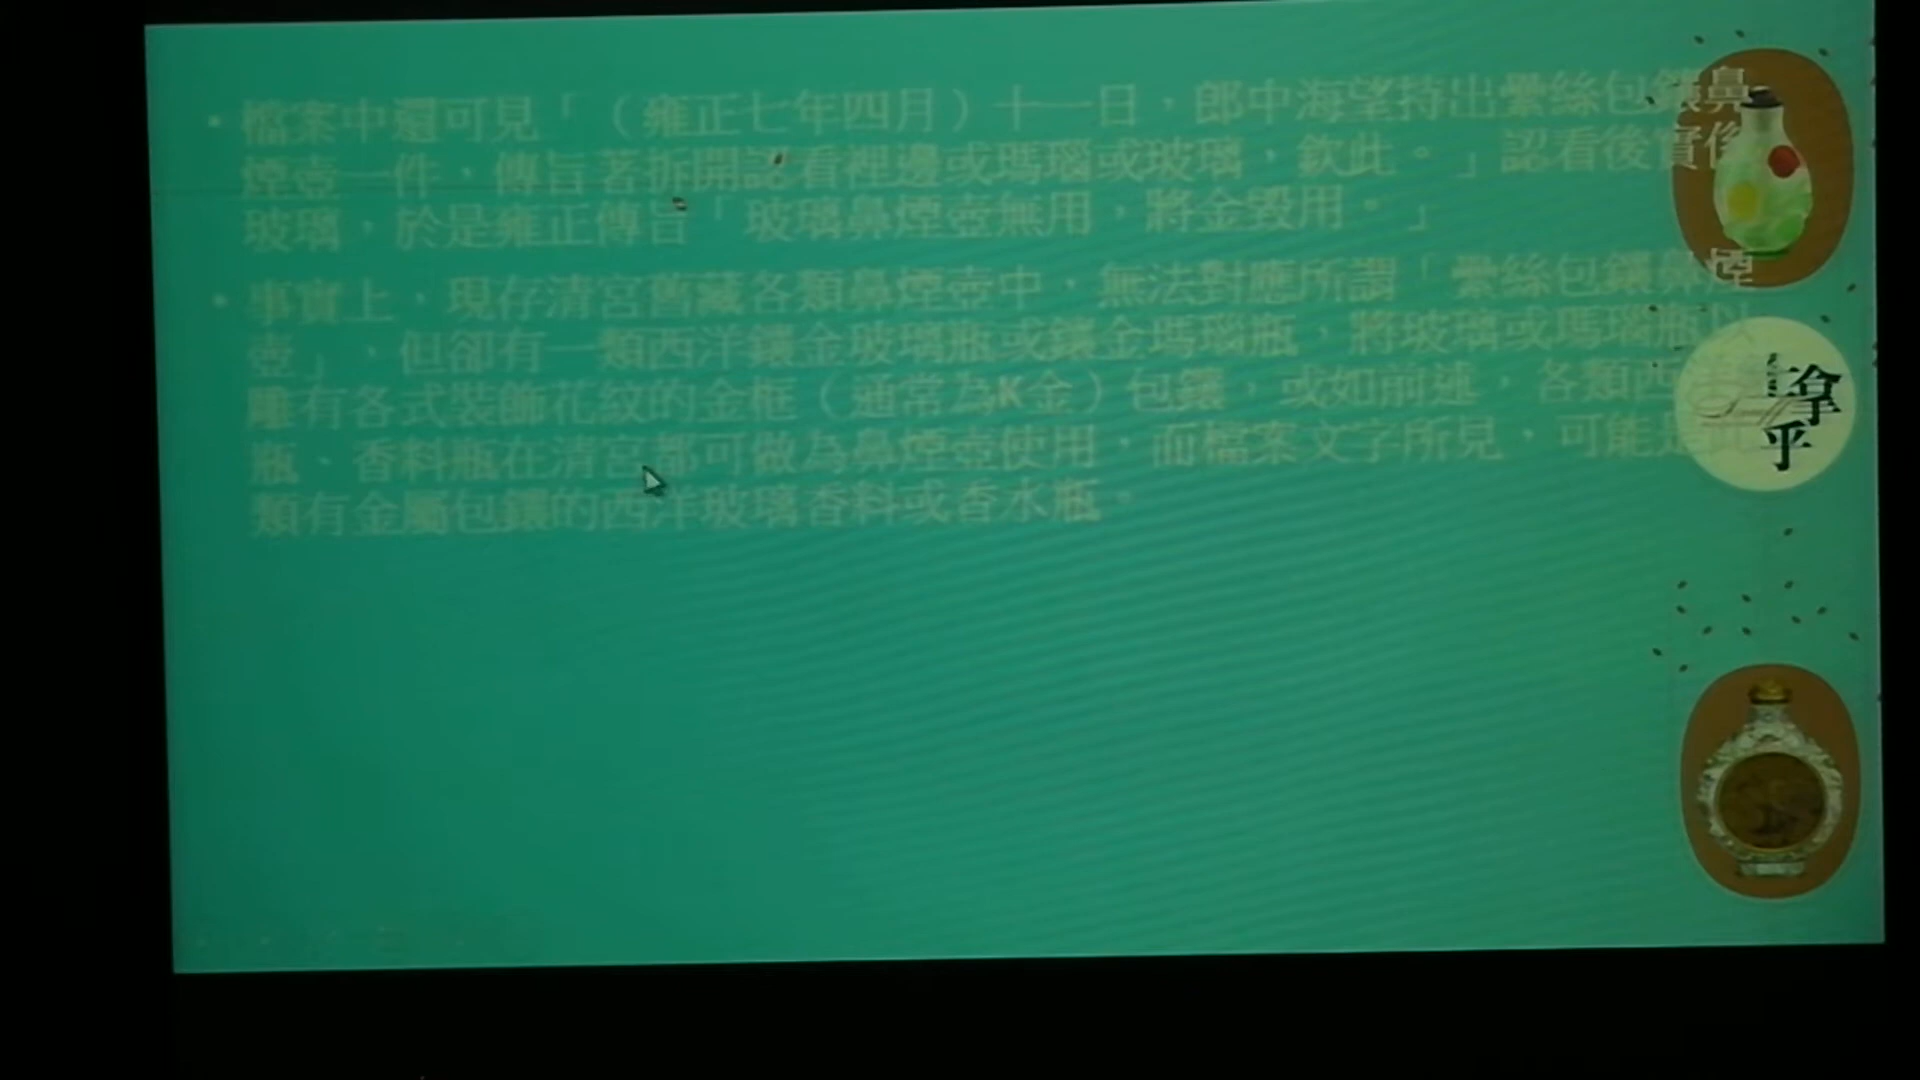 • 檔案中還可見「（雍正七年四月）十一日，郎中海望持出纍絲包鑲鼻
煙壺一件，傳旨著拆開認看裡邊或瑪瑙或玻璃，欽此。」認看後實係
玻璃，於是雍正傳旨「玻璃鼻煙壺無用，將金毀用。」
• 事實上，現存清宮舊藏各類鼻煙壺中，無法對應所謂「纍絲包鑲鼻煙
壺」，但卻有一類西洋鑲金玻璃瓶或鑲金瑪瑙瓶，將玻璃或瑪瑙瓶以
雕有各式裝飾花紋的金框（通常為K金）包鑲，或如前述，各類西
瓶、香料瓶在清宮都可做為鼻煙壺使用，而檔案文字所見，可能是此
類有金屬包鑲的西洋玻璃香料或香水瓶。
拿
乎